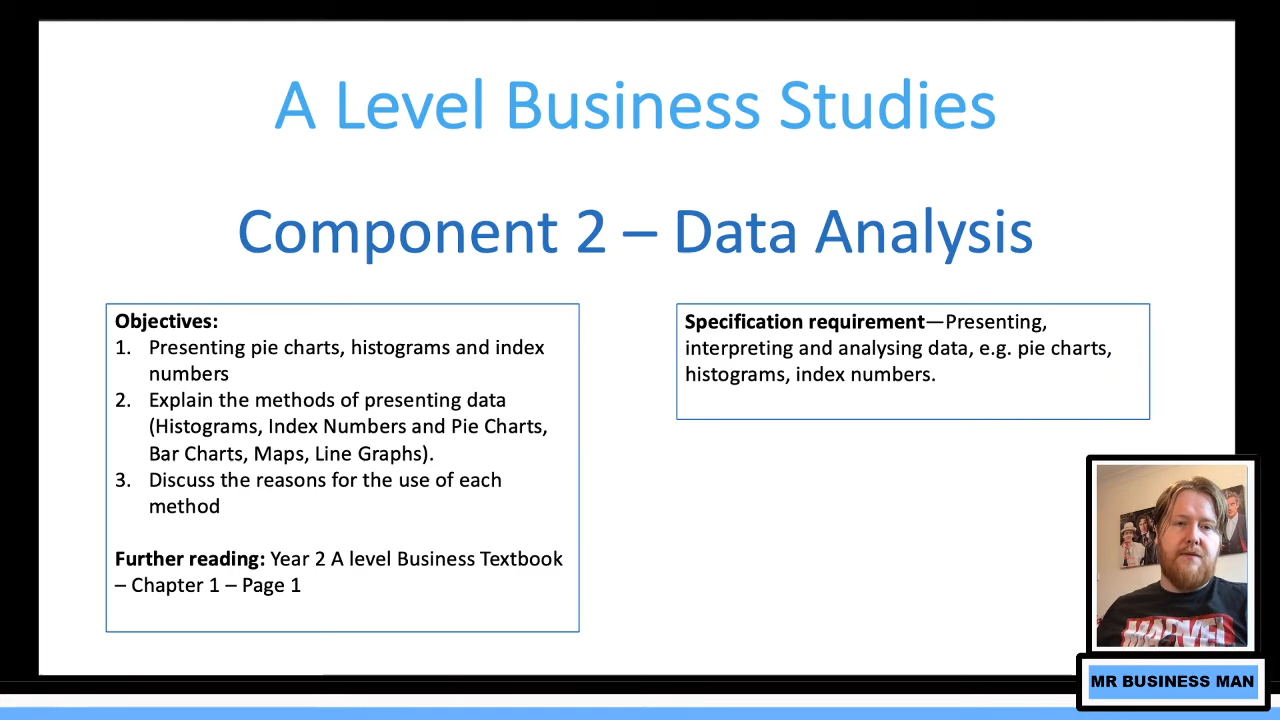 A Level Business Studies
Component 2 – Data Analysis
Objectives:
1. Presenting pie charts, histograms and index
numbers
2. Explain the methods of presenting data
(Histograms, Index Numbers and Pie Charts,
Bar Charts, Maps, Line Graphs).
3. Discuss the reasons for the use of each
method
Further reading: Year 2 A level Business Textbook
– Chapter 1 – Page 1
Specification requirement—Presenting,
interpreting and analysing data, e.g. pie charts,
histograms, index numbers.
MARVEL
MR BUSINESS MAN